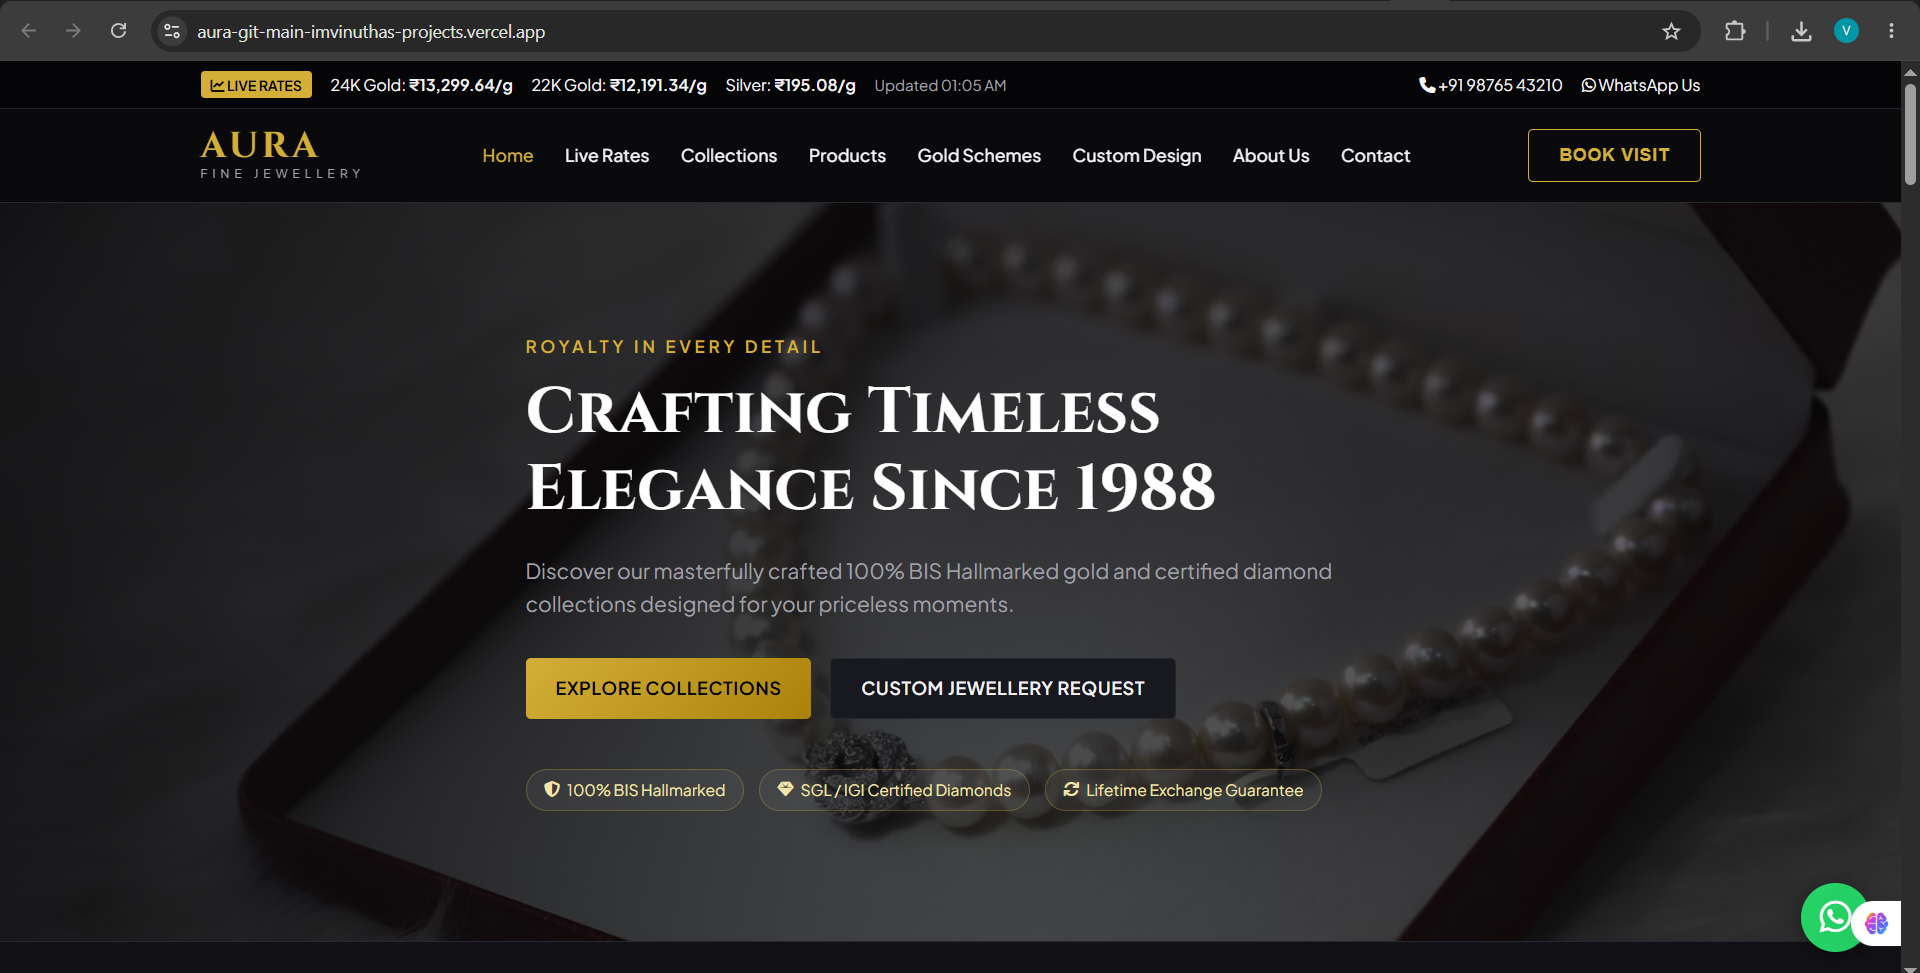 aura-git-main-imvinuthas-projects.vercel.app
V
LIVE RATES 24K Gold: ₹13,299.64/g 22K Gold: ₹12,191.34/g Silver: ₹195.08/g Updated 01:05 AM +91 98765 43210 WhatsApp Us
AURA
FINE JEWELLERY
Home Live Rates Collections Products Gold Schemes Custom Design About Us Contact BOOK VISIT
ROYALTY IN EVERY DETAIL
Crafting Timeless
Elegance Since 1988
Discover our masterfully crafted 100% BIS Hallmarked gold and certified diamond
collections designed for your priceless moments.
EXPLORE COLLECTIONS CUSTOM JEWELLERY REQUEST
100% BIS Hallmarked SGL / IGI Certified Diamonds Lifetime Exchange Guarantee